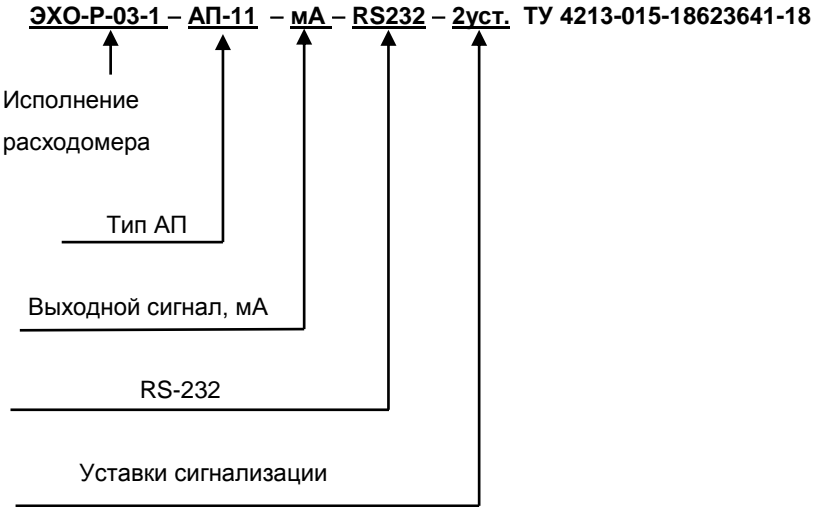 ЭХО-Р-03-1 – АП-11 – мА – RS232 – 2уст. ТУ 4213-015-18623641-18
Исполнение
расходомера
Тип АП
Выходной сигнал, мА
RS-232
Уставки сигнализации